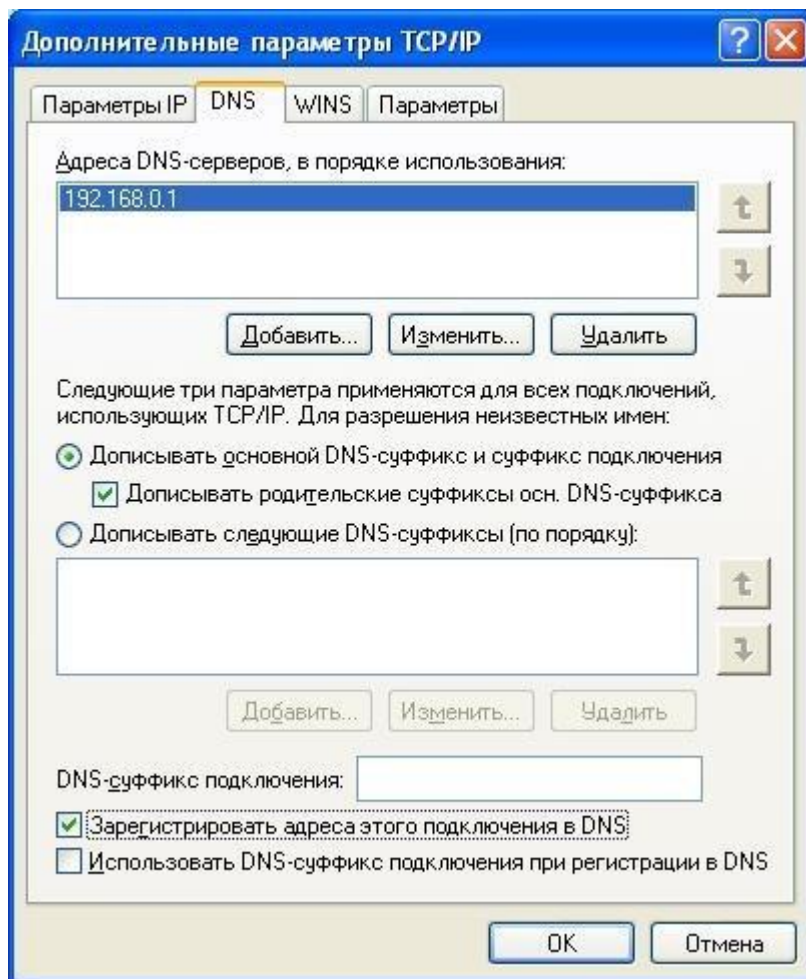 Дополнительные параметры TCP/IP
Параметры IP DNS WINS Параметры
Адреса DNS-серверов, в порядке использования:
192.168.0.1
Добавить... Изменить... Удалить
Следующие три параметра применяются для всех подключений,
использующих TCP/IP. Для разрешения неизвестных имен:
Дописывать основной DNS-суффикс и суффикс подключения
Дописывать родительские суффиксы осн. DNS-суффикса
Дописывать следующие DNS-суффиксы (по порядку):
Добавить... Изменить... Удалить
DNS-суффикс подключения:
Зарегистрировать адреса этого подключения в DNS
Использовать DNS-суффикс подключения при регистрации в DNS
OK Отмена